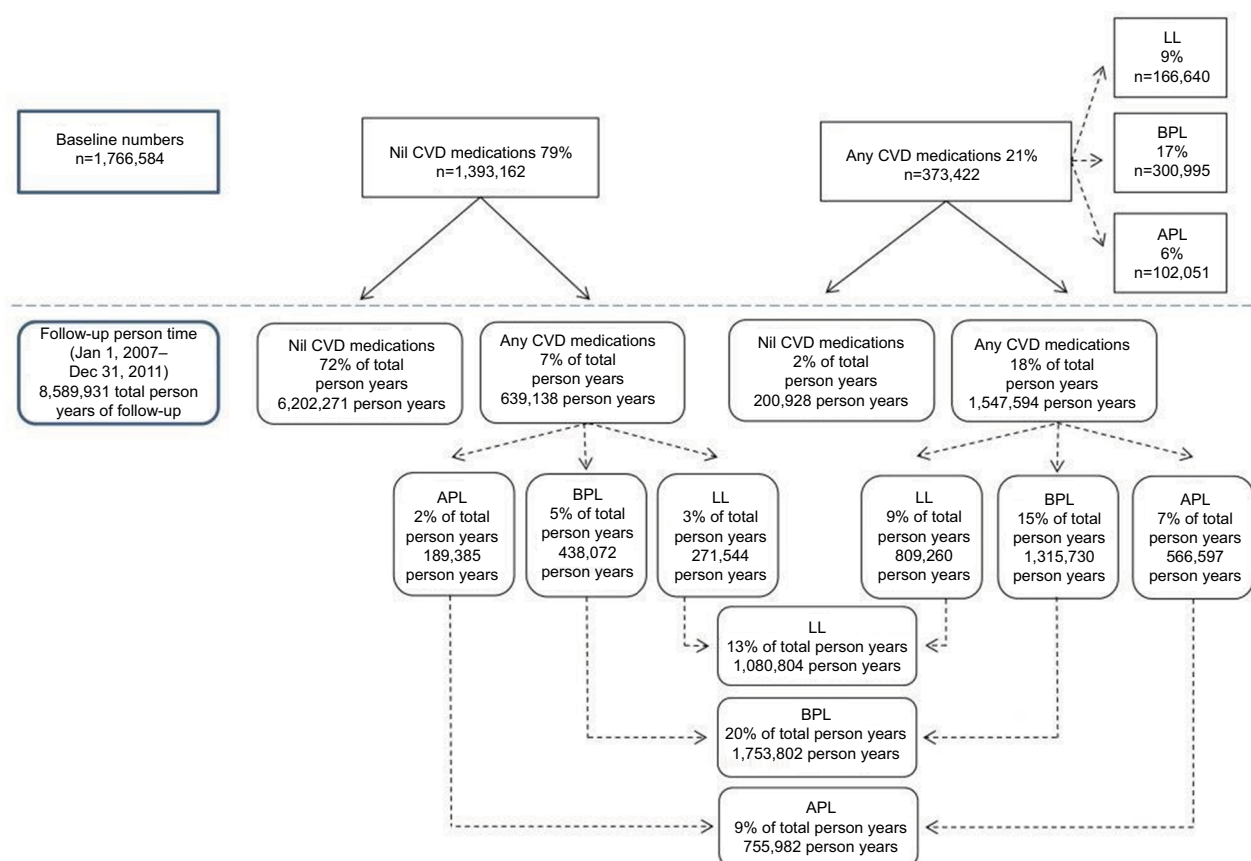 LL
9%
n=166,640
Baseline numbers
n=1,766,584
Nil CVD medications 79%
n=1,393,162
Any CVD medications 21%
n=373,422
BPL
17%
n=300,995
APL
6%
n=102,051
Follow-up person time
(Jan 1, 2007–
Dec 31, 2011)
8,589,931 total person
years of follow-up
Nil CVD medications
72% of total
person years
6,202,271 person years
Any CVD medications
7% of total
person years
639,138 person years
Nil CVD medications
2% of total
person years
200,928 person years
Any CVD medications
18% of total
person years
1,547,594 person years
APL
2% of total
person years
189,385
person years
BPL
5% of total
person years
438,072
person years
LL
3% of total
person years
271,544
person years
LL
9% of total
person years
809,260
person years
BPL
15% of total
person years
1,315,730
person years
APL
7% of total
person years
566,597
person years
LL
13% of total person years
1,080,804 person years
BPL
20% of total person years
1,753,802 person years
APL
9% of total person years
755,982 person years